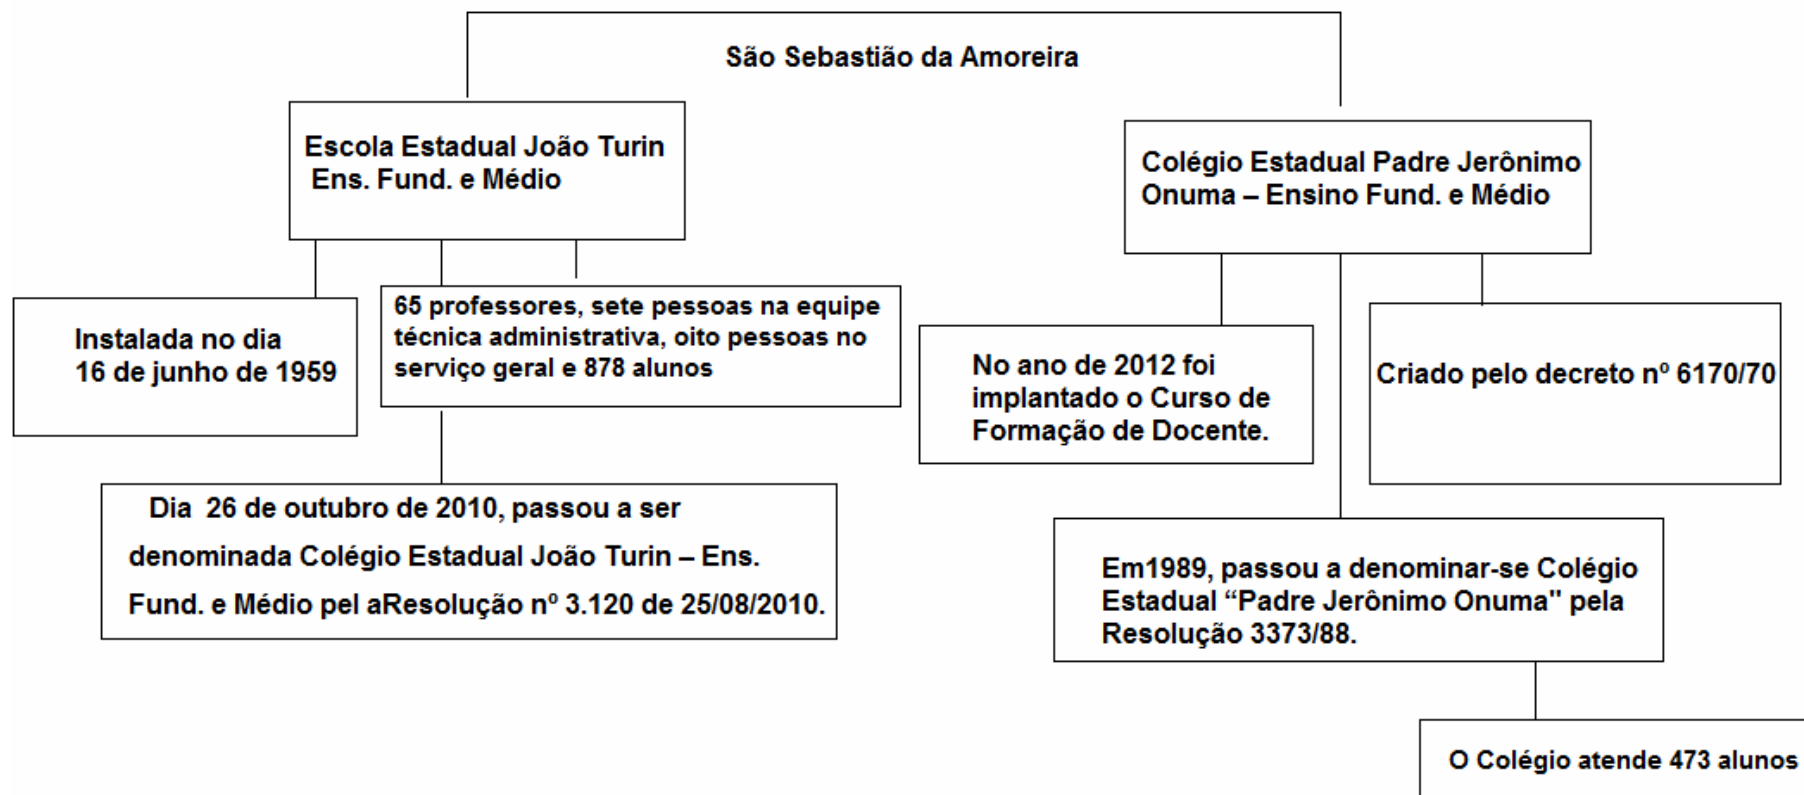 São Sebastião da Amoreira
Escola Estadual João Turin
Ens. Fund. e Médio
Colégio Estadual Padre Jerônimo
Onuma – Ensino Fund. e Médio
Instalada no dia
16 de junho de 1959
65 professores, sete pessoas na equipe
técnica administrativa, oito pessoas no
serviço geral e 878 alunos
No ano de 2012 foi
implantado o Curso de
Formação de Docente.
Criado pelo decreto nº 6170/70
Dia  26 de outubro de 2010, passou a ser
denominada Colégio Estadual João Turin – Ens.
Fund. e Médio pel aResolução nº 3.120 de 25/08/2010.
Em1989, passou a denominar-se Colégio
Estadual “Padre Jerônimo Onuma" pela
Resolução 3373/88.
O Colégio atende 473 alunos